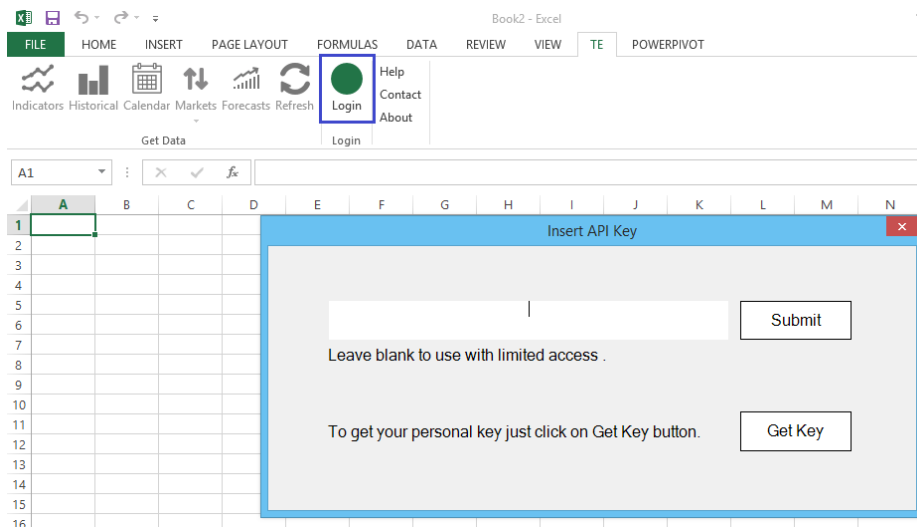 Book2 - Excel
FILE HOME INSERT PAGE LAYOUT FORMULAS DATA REVIEW VIEW TE POWERPIVOT
Indicators Historical Calendar Markets Forecasts Refresh Login
Help
Contact
About
Get Data Login
A1 fx
A B C D E F G H I J K L M N
1
Insert API Key
2
3
4
5
Submit
6
7
Leave blank to use with limited access .
8
9
10
11
To get your personal key just click on Get Key button. Get Key
12
13
14
15
16